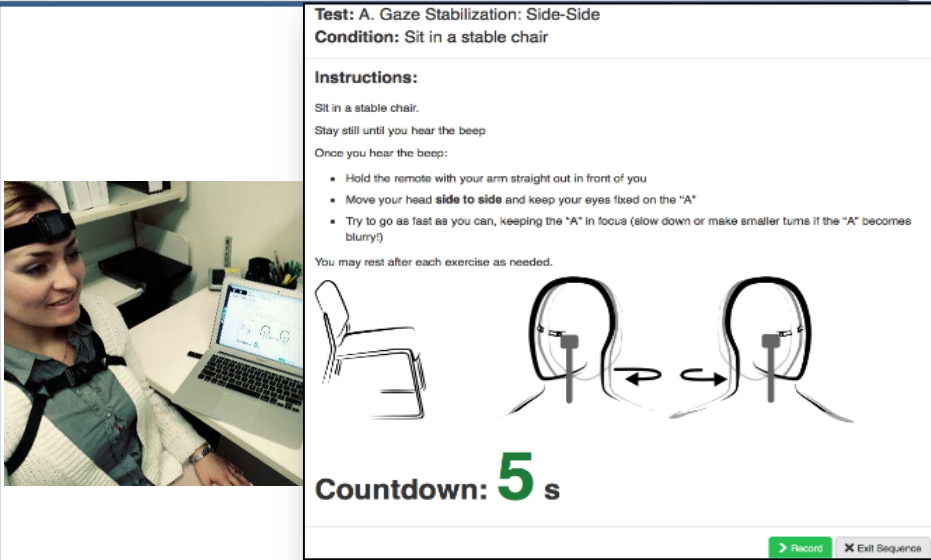 Test: A. Gaze Stabilization: Side-Side
Condition: Sit in a stable chair
Instructions:
Sit in a stable chair.
Stay still until you hear the beep
Once you hear the beep:
• Hold the remote with your arm straight out in front of you
• Move your head side to side and keep your eyes fixed on the "A"
• Try to go as fast as you can, keeping the "A" in focus (slow down or make smaller turns if the "A" becomes
blurry!)
You may rest after each exercise as needed.
Countdown: 5 s
Record
Exit Sequence